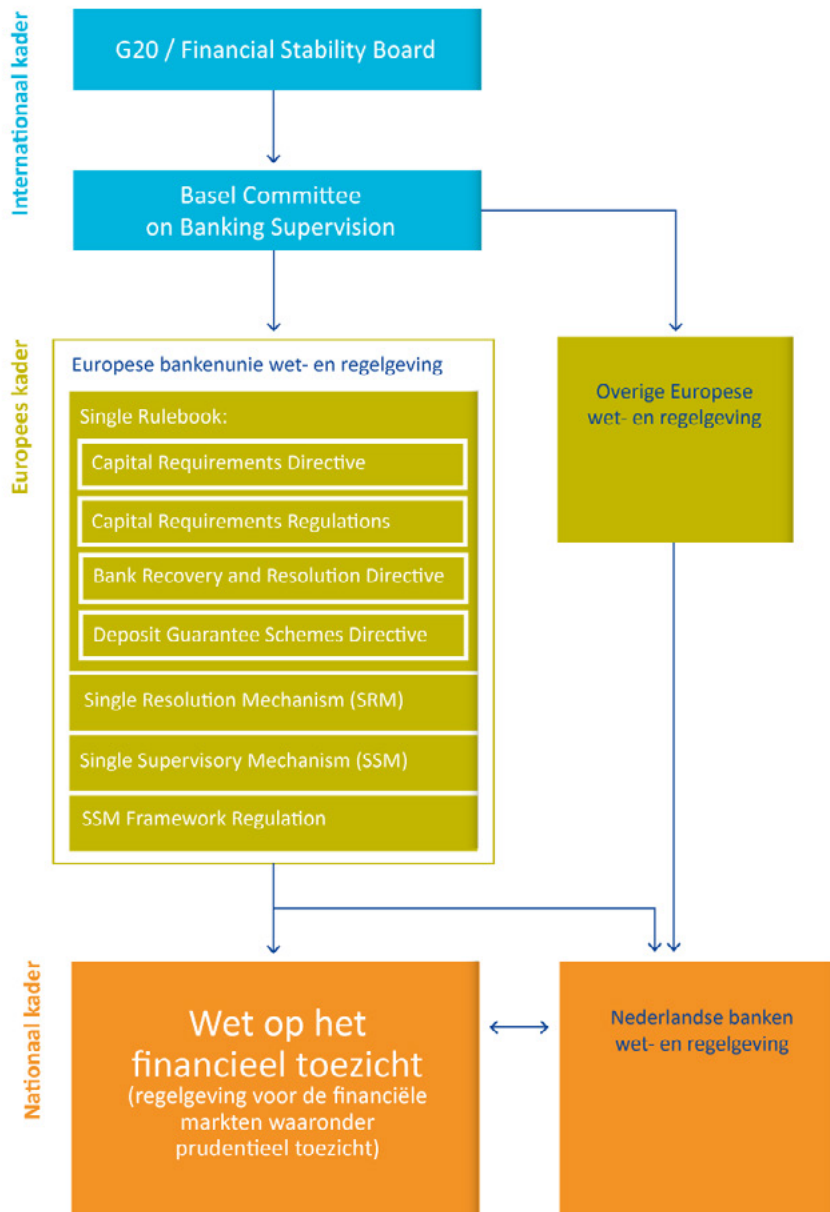 Internationaal kader
G20 / Financial Stability Board
Basel Committee
on Banking Supervision
Europees kader
Europese bankenunie wet- en regelgeving
Single Rulebook:
Capital Requirements Directive
Capital Requirements Regulations
Bank Recovery and Resolution Directive
Deposit Guarantee Schemes Directive
Single Resolution Mechanism (SRM)
Single Supervisory Mechanism (SSM)
SSM Framework Regulation
Overige Europese
wet- en regelgeving
Nationaal kader
Wet op het
financieel toezicht
(regelgeving voor de financiële
markten waaronder
prudentieel toezicht)
Nederlandse banken
wet- en regelgeving